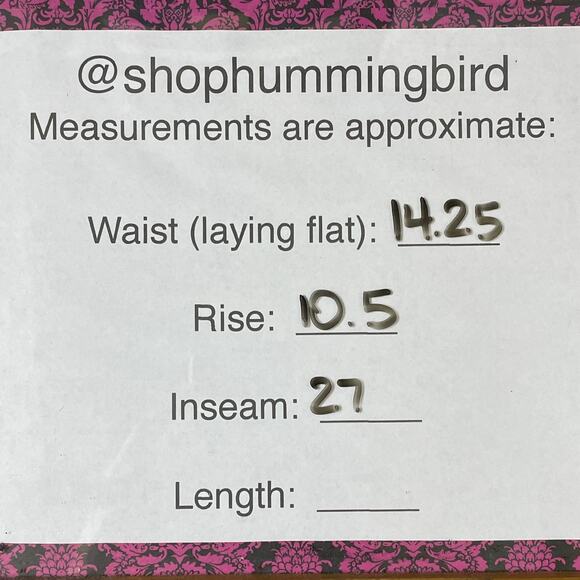 @shophummingbird
Measurements are approximate:
Waist (laying flat): 14.25
Rise: 10.5
Inseam: 27
Length: